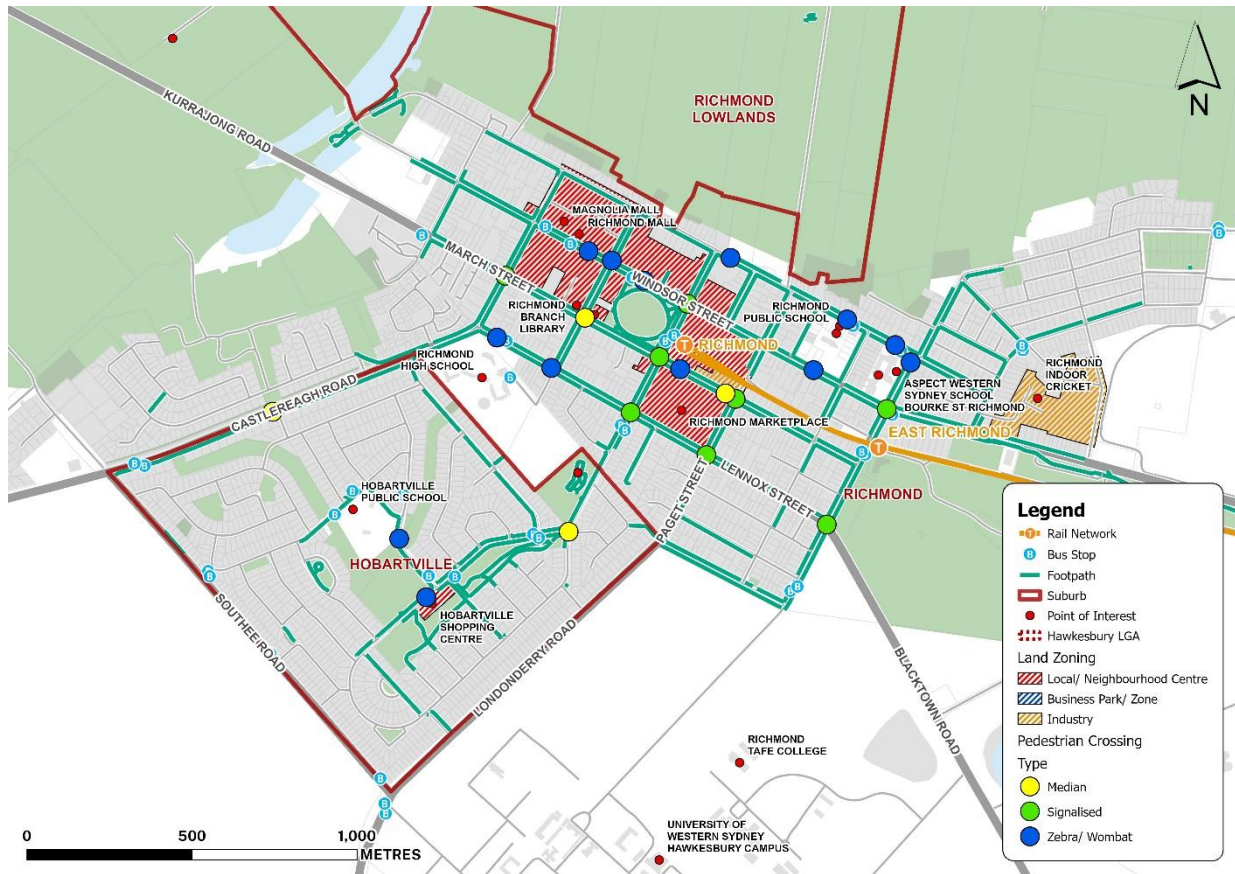 KURRAJONG ROAD
RICHMOND
LOWLANDS
N
MAGNOLIA MALL
RICHMOND MALL
MARCH STREET
WINDSOR STREET
RICHMOND
BRANCH
LIBRARY
RICHMOND
PUBLIC SCHOOL
T
RICHMOND
RICHMOND
HIGH SCHOOL
RICHMOND
INDOOR
CRICKET
ASPECT WESTERN
SYDNEY SCHOOL
BOURKE ST RICHMOND
CASTLEREAGH ROAD
RICHMOND MARKETPLACE
EAST RICHMOND
T
LENNOX STREET
RICHMOND
PAGET STREET
HOBARTVILLE
PUBLIC SCHOOL
HOBARTVILLE
HOBARTVILLE
SHOPPING
CENTRE
SOUTHEE ROAD
LONDONDERRY ROAD
BLACKTOWN ROAD
RICHMOND
TAFE COLLEGE
UNIVERSITY OF
WESTERN SYDNEY
HAWKESBURY CAMPUS
0 500 1,000
METRES
Legend
T Rail Network
B Bus Stop
Footpath
Suburb
Point of Interest
Hawkesbury LGA
Land Zoning
Local/ Neighbourhood Centre
Business Park/ Zone
Industry
Pedestrian Crossing
Type
Median
Signalised
Zebra/ Wombat